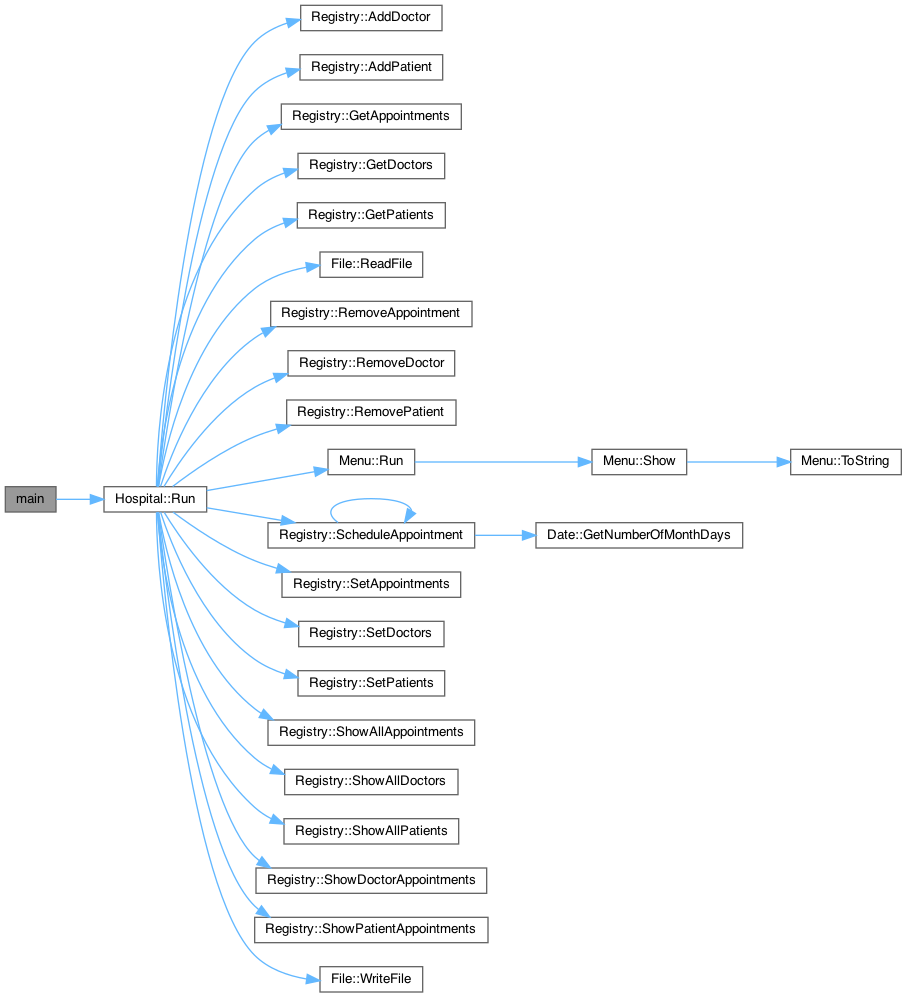 Registry::AddDoctor
Registry::AddPatient
Registry::GetAppointments
Registry::GetDoctors
Registry::GetPatients
File::ReadFile
Registry::RemoveAppointment
Registry::RemoveDoctor
Registry::RemovePatient
Menu::Run
Menu::Show
Menu::ToString
main
Hospital::Run
Registry::ScheduleAppointment
Date::GetNumberOfMonthDays
Registry::SetAppointments
Registry::SetDoctors
Registry::SetPatients
Registry::ShowAllAppointments
Registry::ShowAllDoctors
Registry::ShowAllPatients
Registry::ShowDoctorAppointments
Registry::ShowPatientAppointments
File::WriteFile